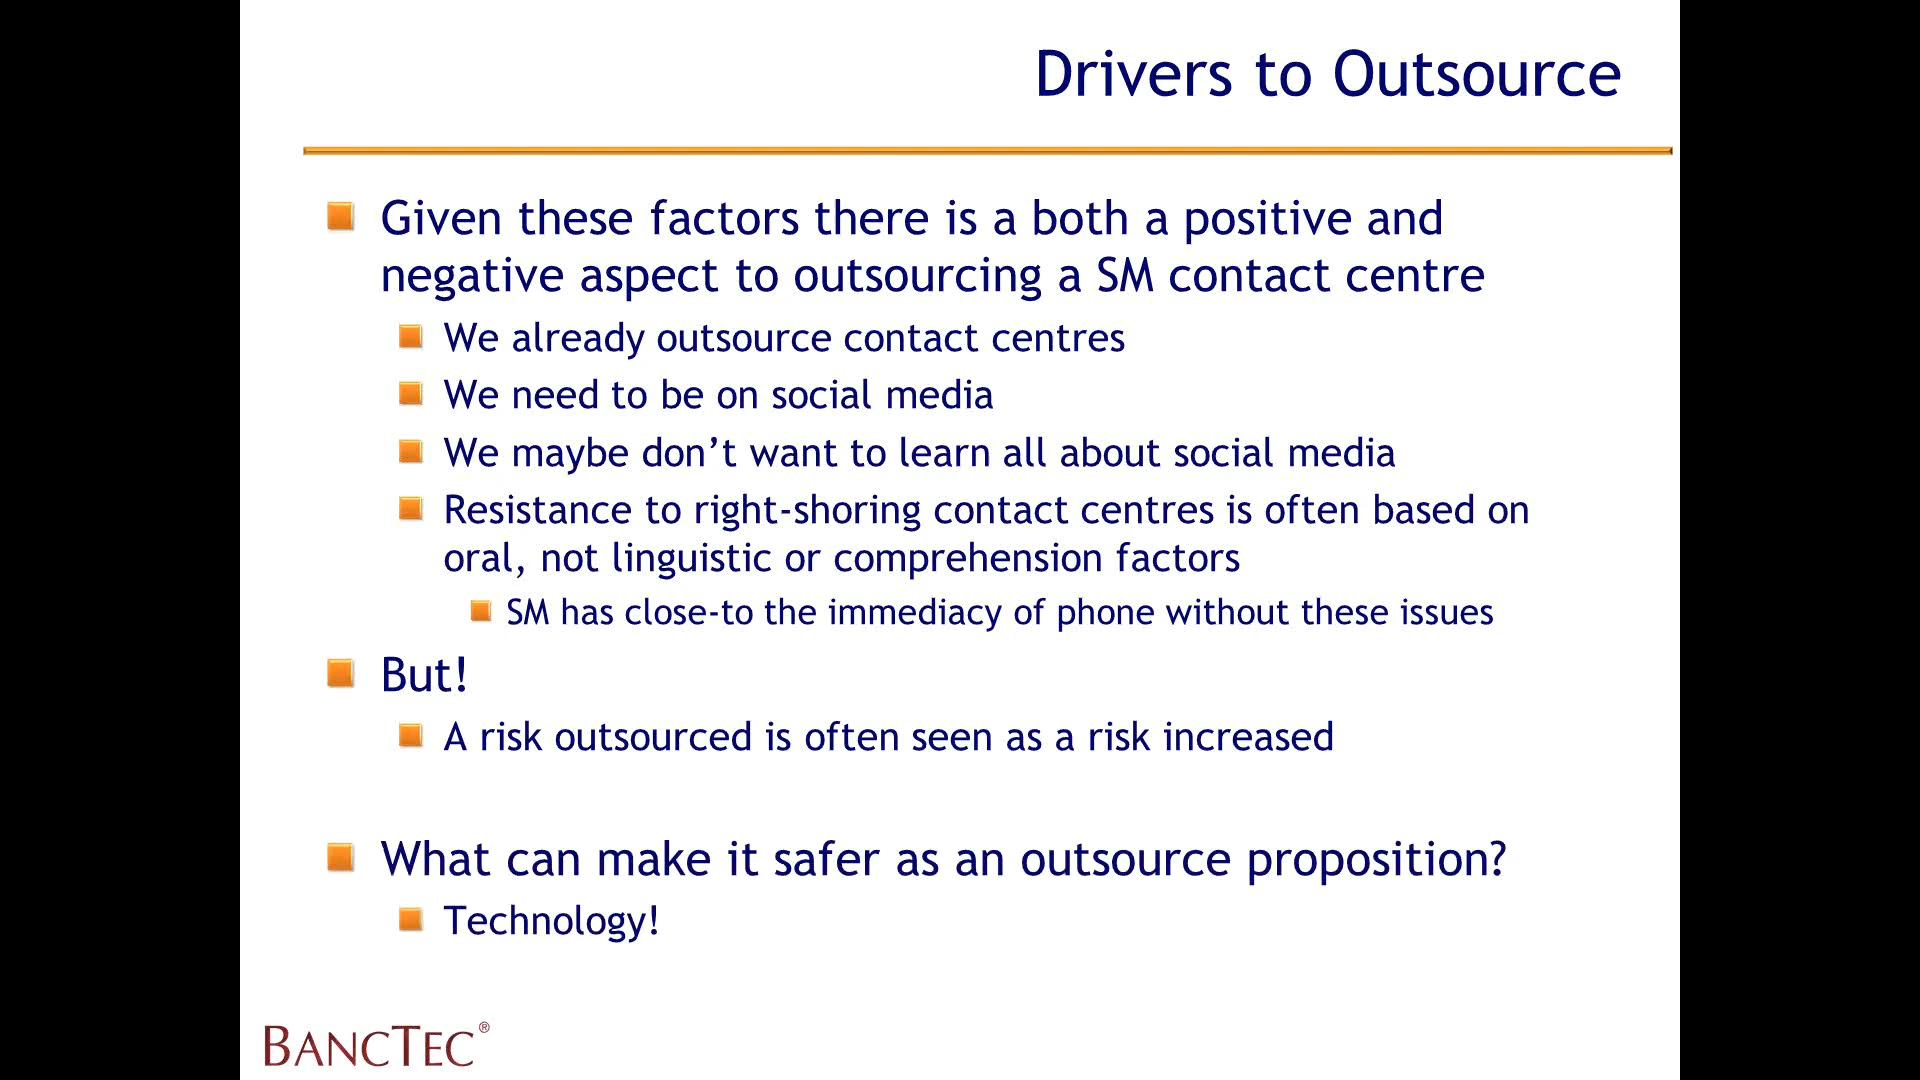 Drivers to Outsource
Given these factors there is a both a positive and
negative aspect to outsourcing a SM contact centre
We already outsource contact centres
We need to be on social media
We maybe don’t want to learn all about social media
Resistance to right-shoring contact centres is often based on
oral, not linguistic or comprehension factors
SM has close-to the immediacy of phone without these issues
But!
A risk outsourced is often seen as a risk increased
What can make it safer as an outsource proposition?
Technology!
BANCTEC®